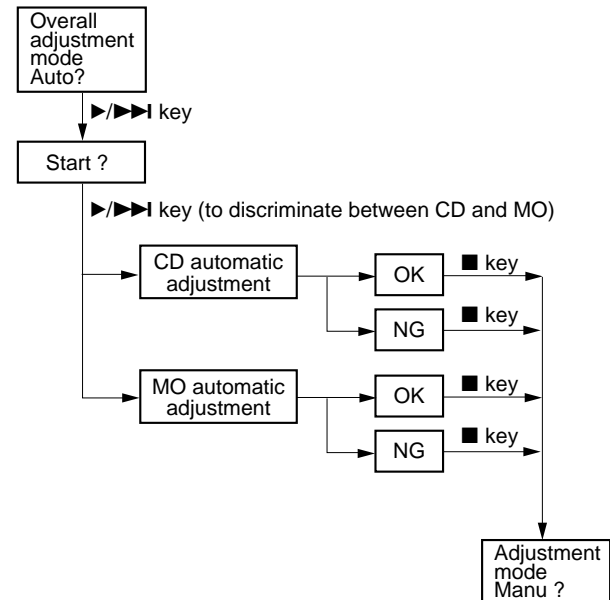 Overall
adjustment
mode
Auto?
▶/▶▶I key
Start ?
▶/▶▶I key (to discriminate between CD and MO)
CD automatic
adjustment
OK
■ key
NG
■ key
MO automatic
adjustment
OK
■ key
NG
■ key
Adjustment
mode
Manu ?